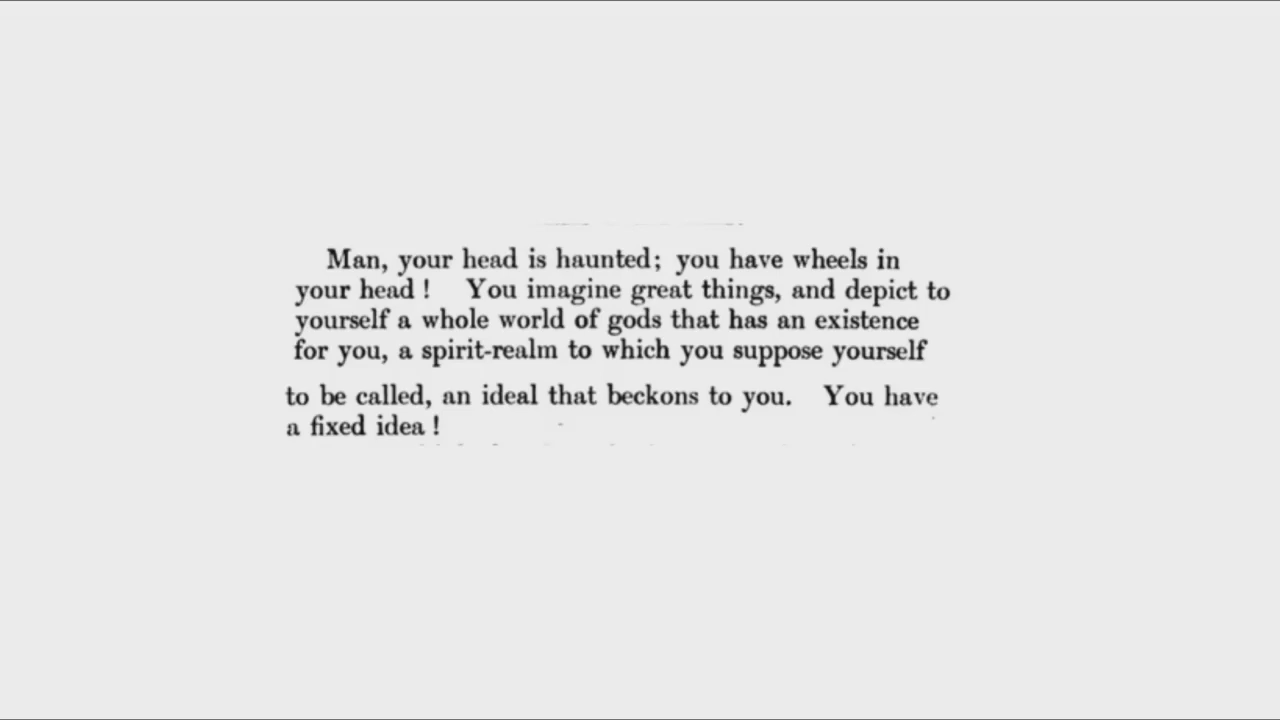 Man, your head is haunted; you have wheels in
your head ! You imagine great things, and depict to
yourself a whole world of gods that has an existence
for you, a spirit-realm to which you suppose yourself
to be called, an ideal that beckons to you. You have
a fixed idea !